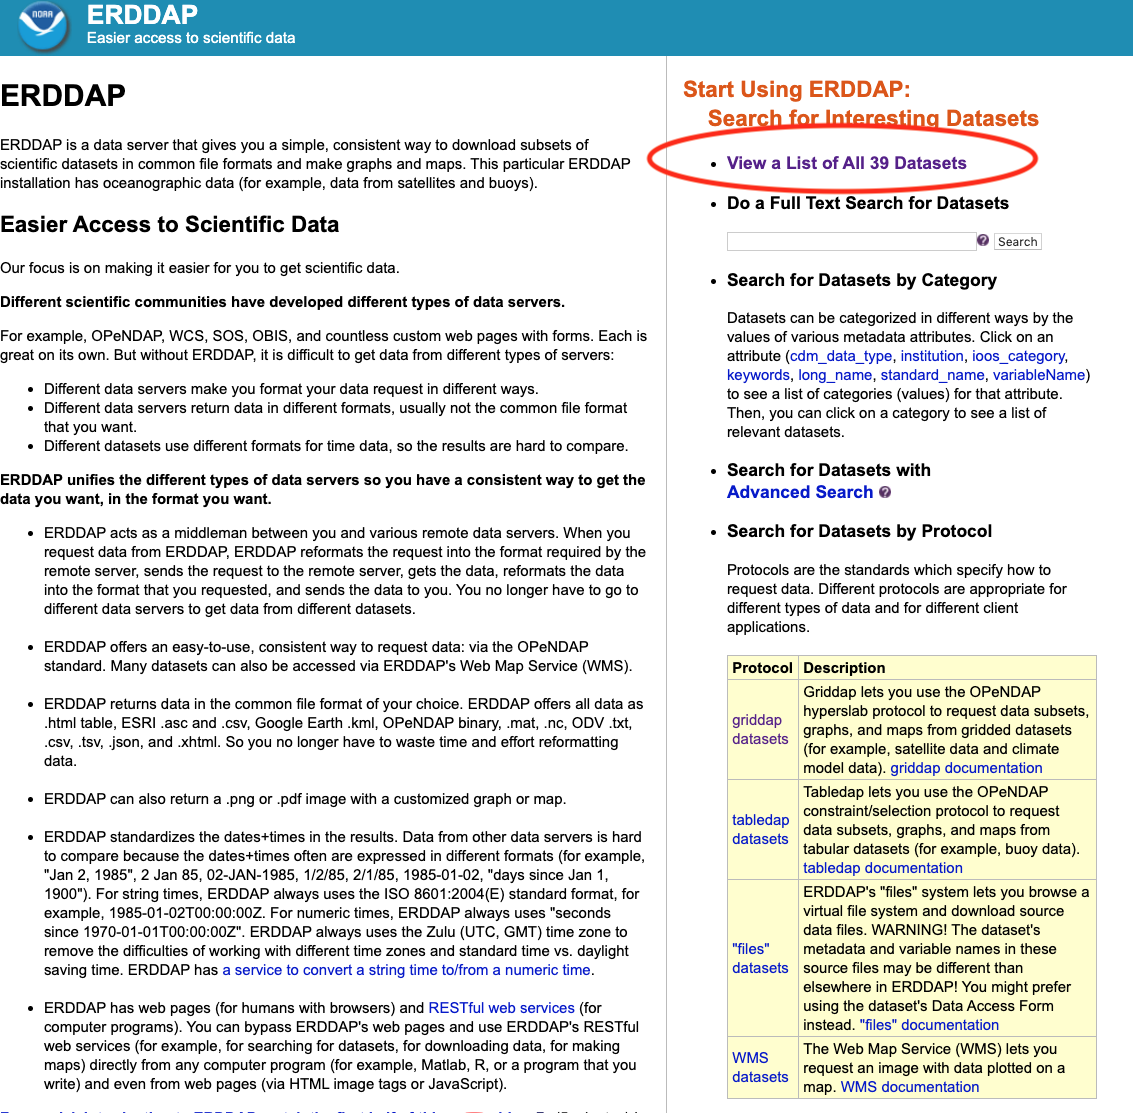 NOAA
ERDDAP
Easier access to scientific data
ERDDAP
ERDDAP is a data server that gives you a simple, consistent way to download subsets of
scientific datasets in common file formats and make graphs and maps. This particular ERDDAP
installation has oceanographic data (for example, data from satellites and buoys).
Easier Access to Scientific Data
Our focus is on making it easier for you to get scientific data.
Different scientific communities have developed different types of data servers.
For example, OPeNDAP, WCS, SOS, OBIS, and countless custom web pages with forms. Each is
great on its own. But without ERDDAP, it is difficult to get data from different types of servers:
• Different data servers make you format your data request in different ways.
• Different data servers return data in different formats, usually not the common file format
that you want.
• Different datasets use different formats for time data, so the results are hard to compare.
ERDDAP unifies the different types of data servers so you have a consistent way to get the
data you want, in the format you want.
• ERDDAP acts as a middleman between you and various remote data servers. When you
request data from ERDDAP, ERDDAP reformats the request into the format required by the
remote server, sends the request to the remote server, gets the data, reformats the data
into the format that you requested, and sends the data to you. You no longer have to go to
different data servers to get data from different datasets.
• ERDDAP offers an easy-to-use, consistent way to request data: via the OPeNDAP
standard. Many datasets can also be accessed via ERDDAP's Web Map Service (WMS).
• ERDDAP returns data in the common file format of your choice. ERDDAP offers all data as
.html table, ESRI .asc and .csv, Google Earth .kml, OPeNDAP binary, .mat, .nc, ODV .txt,
.csv, .tsv, .json, and .xhtml. So you no longer have to waste time and effort reformatting
data.
• ERDDAP can also return a .png or .pdf image with a customized graph or map.
• ERDDAP standardizes the dates+times in the results. Data from other data servers is hard
to compare because the dates+times often are expressed in different formats (for example,
"Jan 2, 1985", 2 Jan 85, 02-JAN-1985, 1/2/85, 2/1/85, 1985-01-02, "days since Jan 1,
1900"). For string times, ERDDAP always uses the ISO 8601:2004(E) standard format, for
example, 1985-01-02T00:00:00Z. For numeric times, ERDDAP always uses "seconds
since 1970-01-01T00:00:00Z". ERDDAP always uses the Zulu (UTC, GMT) time zone to
remove the difficulties of working with different time zones and standard time vs. daylight
saving time. ERDDAP has a service to convert a string time to/from a numeric time.
• ERDDAP has web pages (for humans with browsers) and RESTful web services (for
computer programs). You can bypass ERDDAP's web pages and use ERDDAP's RESTful
web services (for example, for searching for datasets, for downloading data, for making
maps) directly from any computer program (for example, Matlab, R, or a program that you
write) and even from web pages (via HTML image tags or JavaScript).
Start Using ERDDAP:
Search for Interesting Datasets
• View a List of All 39 Datasets
• Do a Full Text Search for Datasets
? Search
• Search for Datasets by Category
Datasets can be categorized in different ways by the
values of various metadata attributes. Click on an
attribute (cdm_data_type, institution, ioos_category,
keywords, long_name, standard_name, variableName)
to see a list of categories (values) for that attribute.
Then, you can click on a category to see a list of
relevant datasets.
• Search for Datasets with
Advanced Search ?
• Search for Datasets by Protocol
Protocols are the standards which specify how to
request data. Different protocols are appropriate for
different types of data and for different client
applications.
Protocol Description
griddap
datasets
Griddap lets you use the OPeNDAP
hyperslab protocol to request data subsets,
graphs, and maps from gridded datasets
(for example, satellite data and climate
model data). griddap documentation
tabledap
datasets
Tabledap lets you use the OPeNDAP
constraint/selection protocol to request
data subsets, graphs, and maps from
tabular datasets (for example, buoy data).
tabledap documentation
"files"
datasets
ERDDAP's "files" system lets you browse a
virtual file system and download source
data files. WARNING! The dataset's
metadata and variable names in these
source files may be different than
elsewhere in ERDDAP! You might prefer
using the dataset's Data Access Form
instead. "files" documentation
WMS
datasets
The Web Map Service (WMS) lets you
request an image with data plotted on a
map. WMS documentation